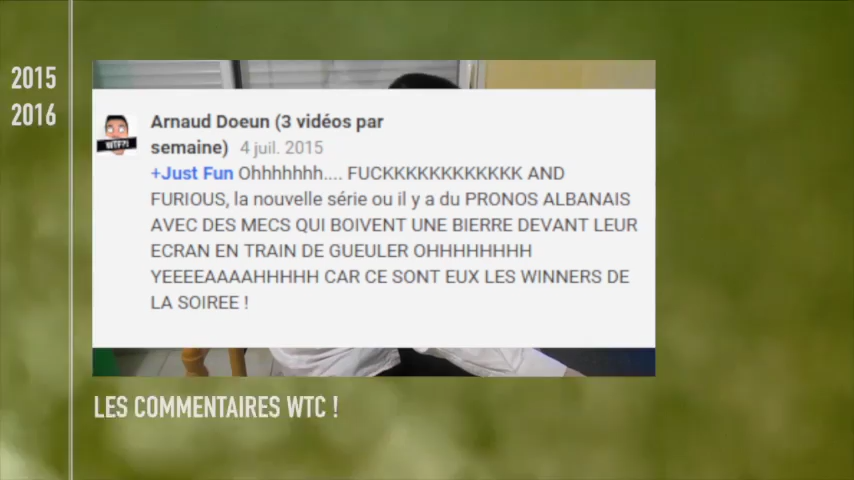 2015
2016
Arnaud Doeun (3 vidéos par
semaine) 4 juil. 2015
WTF?!
+Just Fun Ohhhhhhh.... FUCKKKKKKKKKKKK AND
FURIOUS, la nouvelle série ou il y a du PRONOS ALBANAIS
AVEC DES MECS QUI BOIVENT UNE BIERRE DEVANT LEUR
ECRAN EN TRAIN DE GUEULER OHHHHHHHH
YEEEEAAAAHHHHH CAR CE SONT EUX LES WINNERS DE
LA SOIREE !
LES COMMENTAIRES WTC !